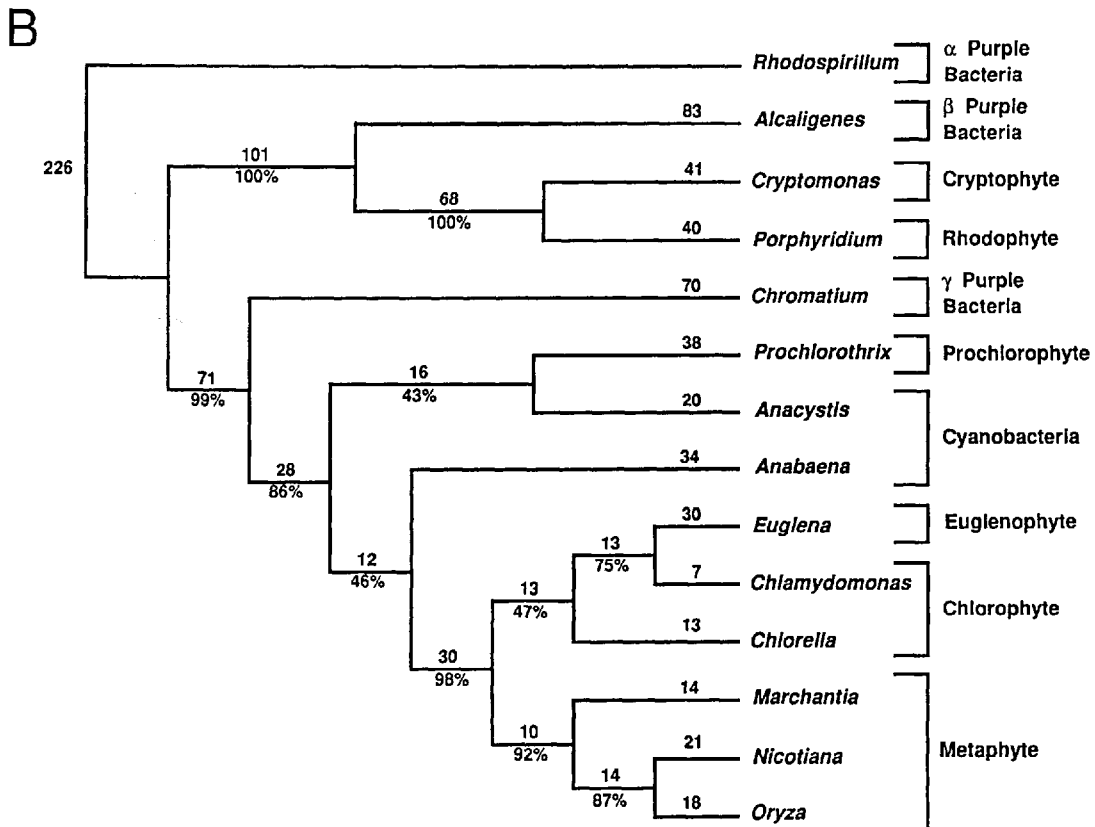 B
Rhodospirillum
α Purple
Bacteria
226
83
Alcaligenes
β Purple
Bacteria
101
100%
41
Cryptomonas
Cryptophyte
68
100%
40
Porphyridium
Rhodophyte
70
Chromatium
γ Purple
Bacteria
71
99%
38
Prochlorothrix
Prochlorophyte
16
43%
20
Anacystis
Cyanobacteria
28
86%
34
Anabaena
30
Euglena
Euglenophyte
12
46%
13
75%
7
Chlamydomonas
Chlorophyte
13
47%
13
Chlorella
30
98%
14
Marchantia
Metaphyte
10
92%
21
Nicotiana
14
87%
18
Oryza